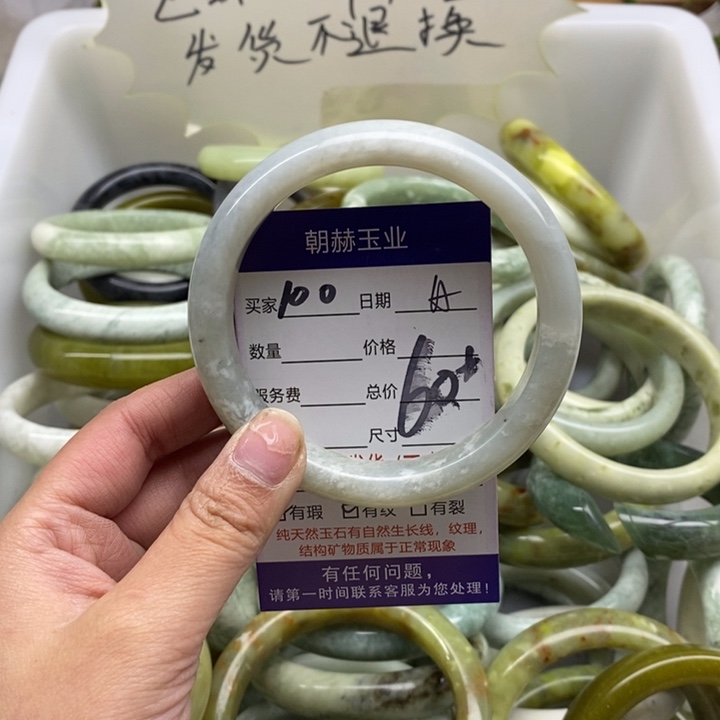 发货不退换
朝赫玉业
买家 100 日期 A
数量 价格
服务费 总价 60+
尺寸
有瑕 ☑有纹 □有裂
纯天然玉石有自然生长线，纹理，
结构矿物质属于正常现象
有任何问题，
请第一时间联系客服为您处理！